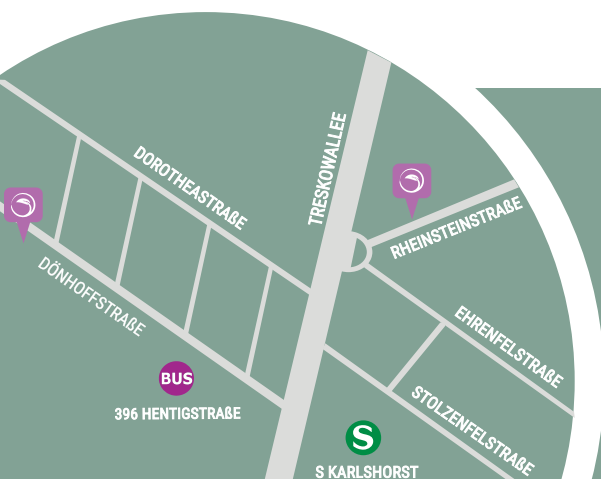 TRESKOWALLEE
DOROTHEASTRAßE
RHEINSTEINSTRAßE
DÖNHOFFSTRAßE
EHRENFELSTRAßE
BUS
396 HENTIGSTRAßE
STOLZENFELSTRAßE
S
S KARLSHORST